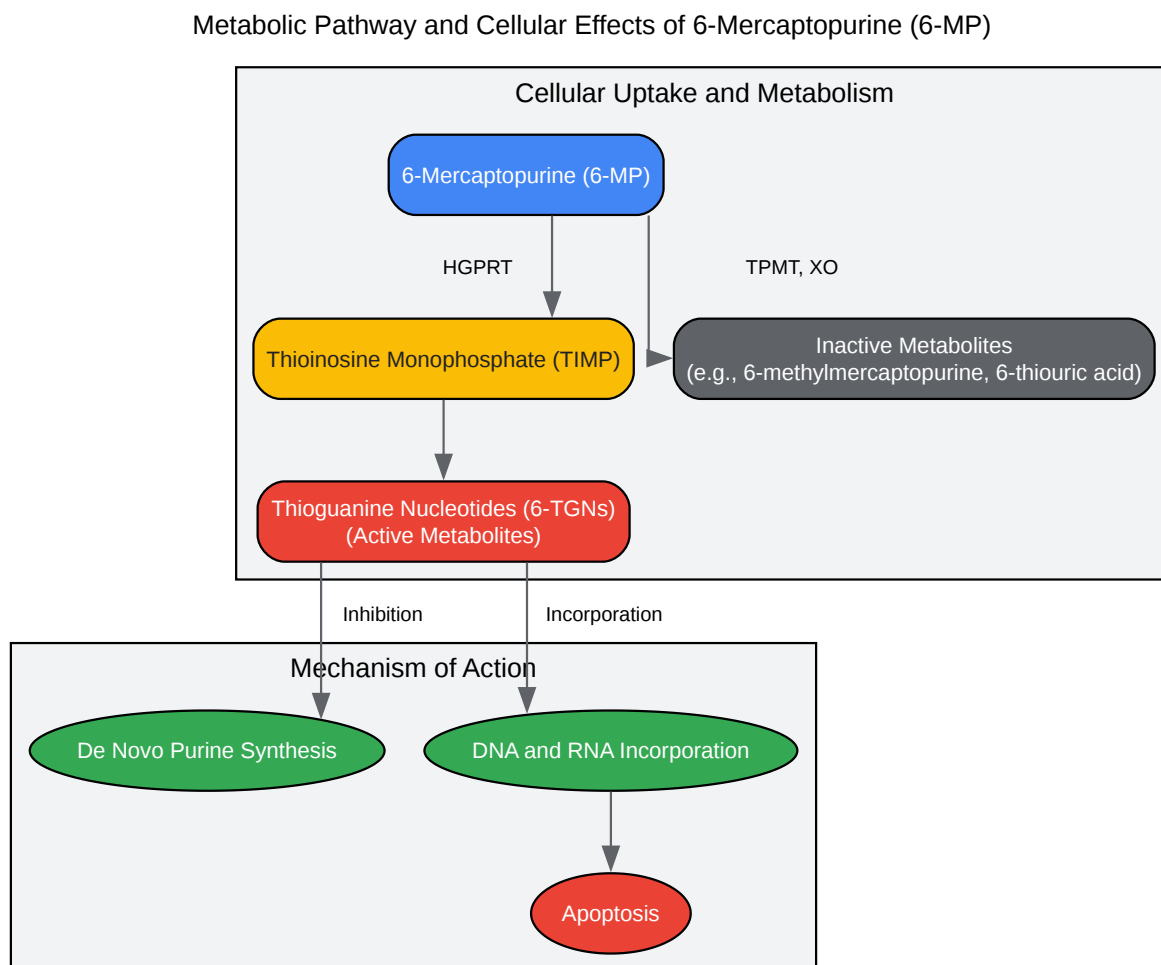 Metabolic Pathway and Cellular Effects of 6-Mercaptopurine (6-MP)
Cellular Uptake and Metabolism
6-Mercaptopurine (6-MP)
HGPRT
TPMT, XO
Thioinosine Monophosphate (TIMP)
Inactive Metabolites
(e.g., 6-methylmercaptopurine, 6-thiouric acid)
Thioguanine Nucleotides (6-TGNs)
(Active Metabolites)
Inhibition
Incorporation
Mechanism of Action
De Novo Purine Synthesis
DNA and RNA Incorporation
Apoptosis